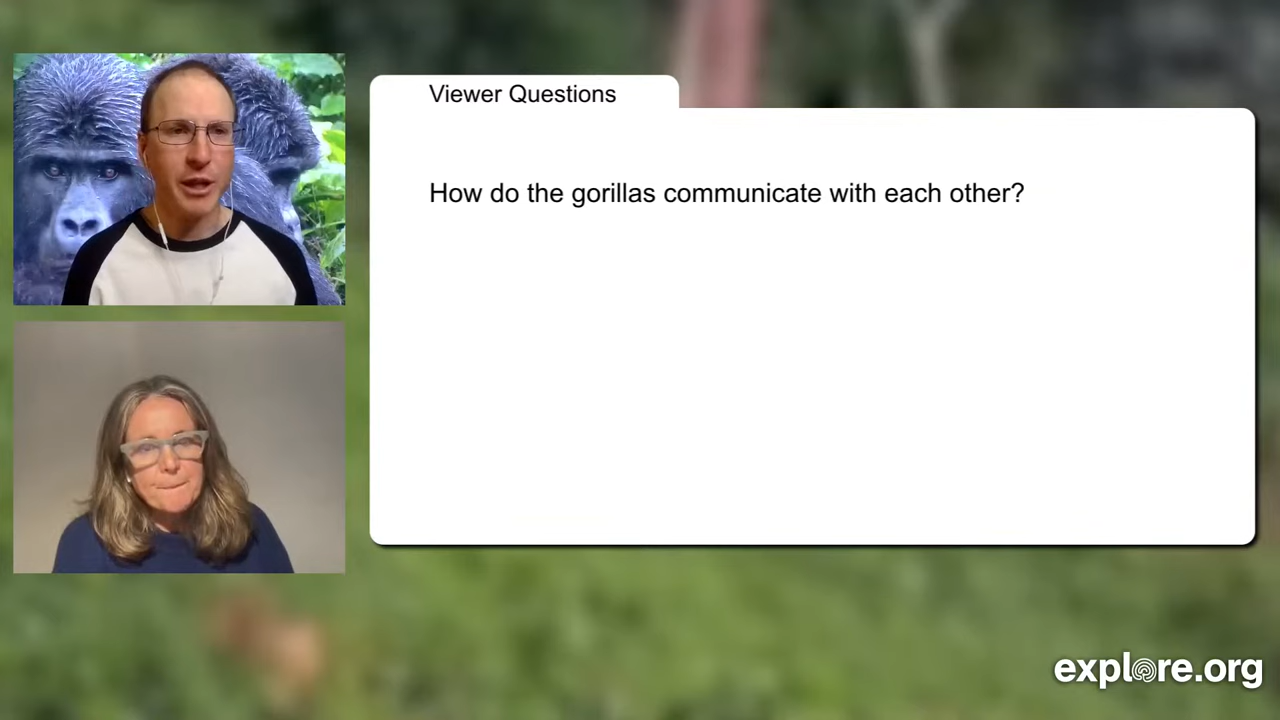 Viewer Questions
How do the gorillas communicate with each other?
explore.org